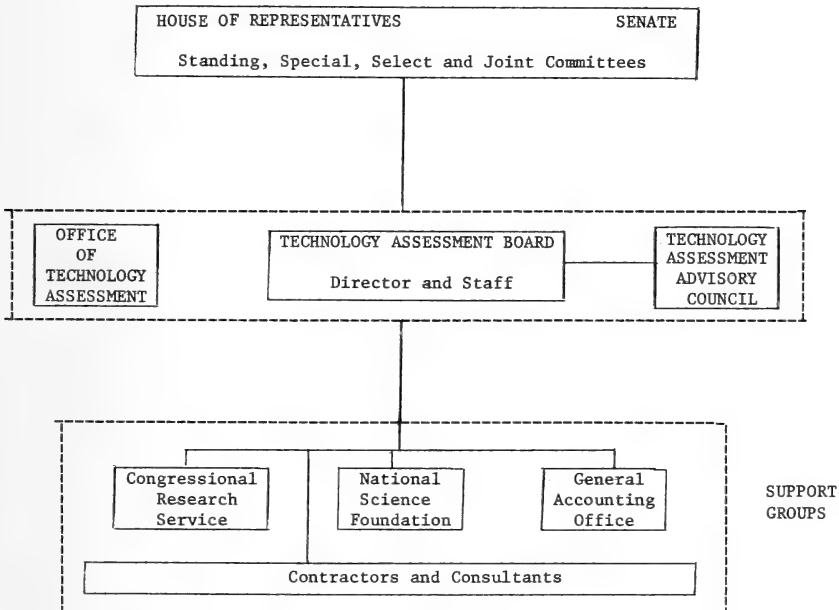 HOUSE OF REPRESENTATIVES SENATE
Standing, Special, Select and Joint Committees
OFFICE
OF
TECHNOLOGY
ASSESSMENT
TECHNOLOGY ASSESSMENT BOARD
Director and Staff
TECHNOLOGY
ASSESSMENT
ADVISORY
COUNCIL
Congressional
Research
Service
National
Science
Foundation
General
Accounting
Office
SUPPORT
GROUPS
Contractors and Consultants